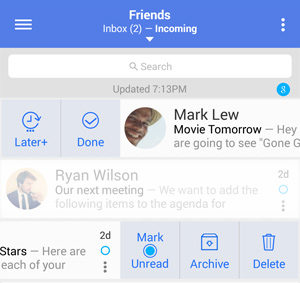 Friends
Inbox (2) — Incoming
Search
Updated 7:13PM
8
Later+
Done
Mark Lew
Movie Tomorrow — Hey
are going to see "Gone G
Ryan Wilson
2d
Our next meeting — We want to add the
following items to the agenda for
Stars — Here are
each of your
2d
Mark
Unread
Archive
Delete